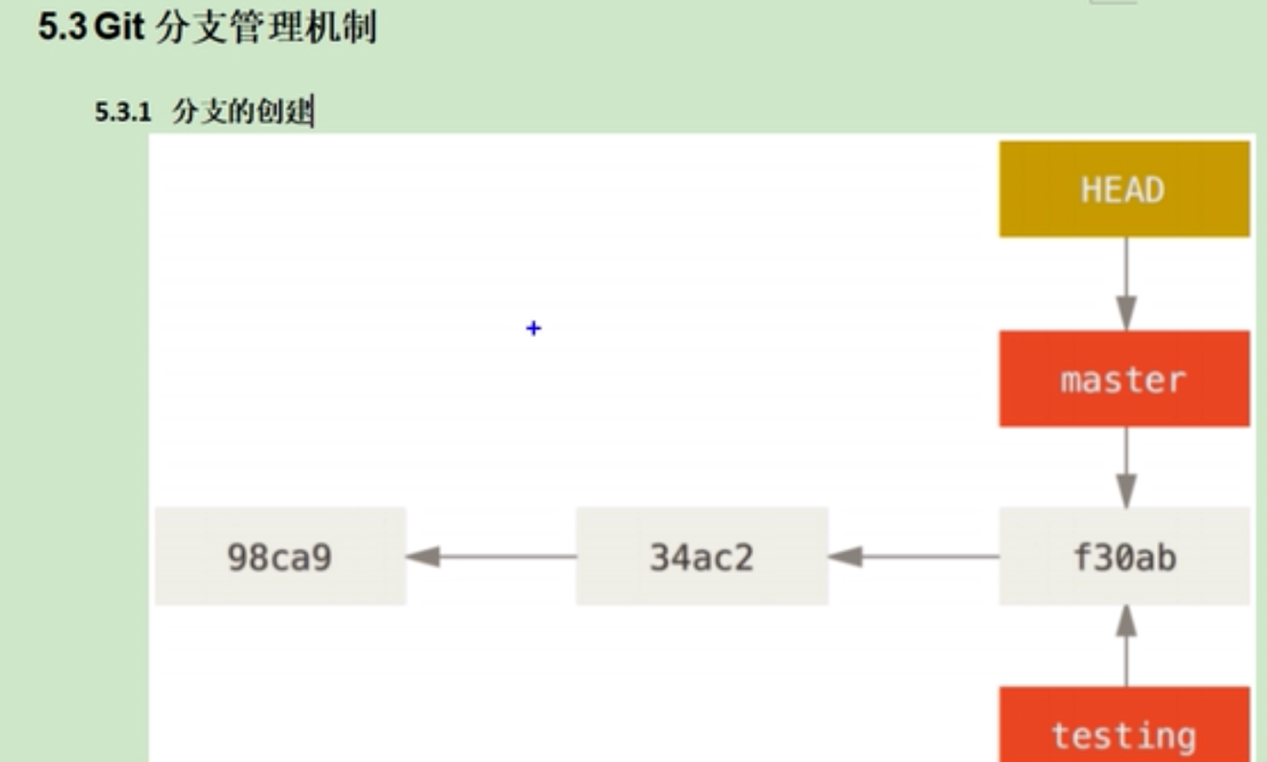 5.3 Git 分支管理机制
5.3.1 分支的创建
HEAD
master
98ca9
34ac2
f30ab
testing